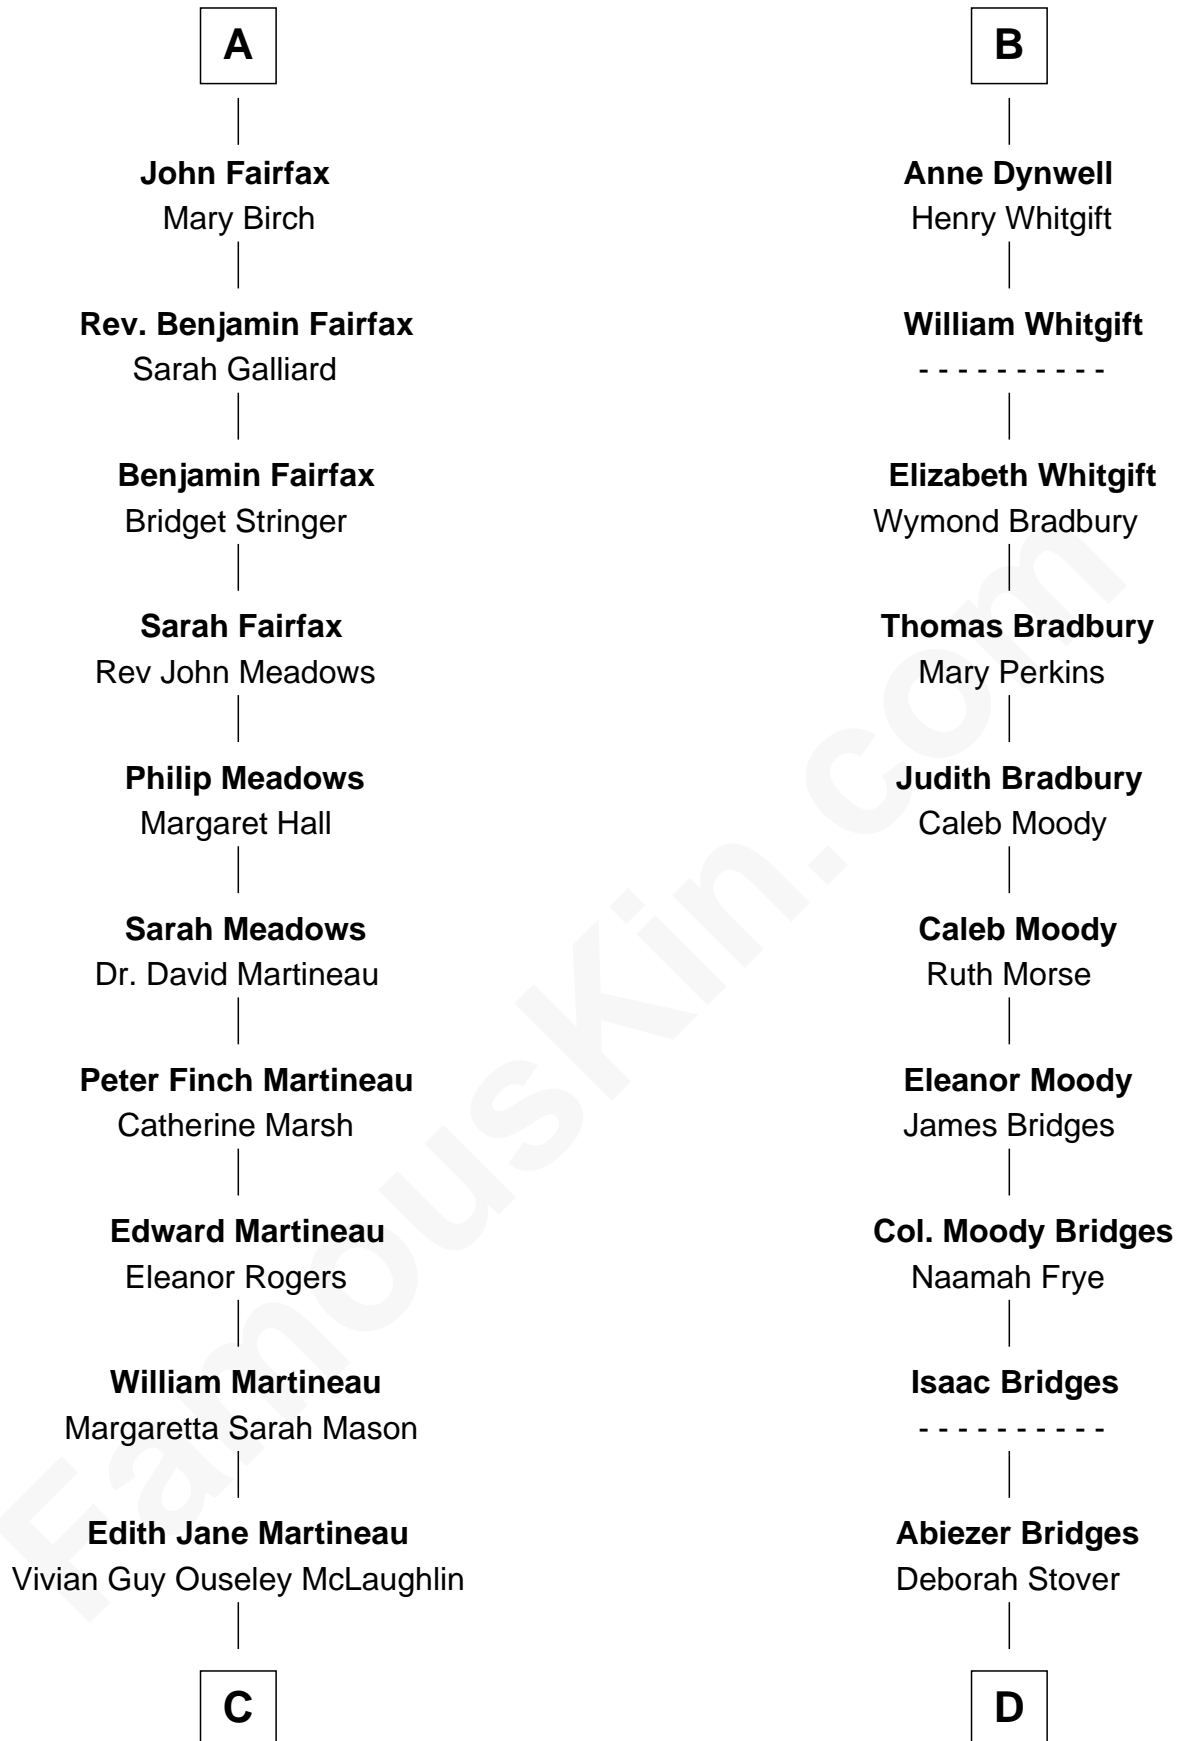 A
John Fairfax
Mary Birch
Rev. Benjamin Fairfax
Sarah Galliard
Benjamin Fairfax
Bridget Stringer
Sarah Fairfax
Rev John Meadows
Philip Meadows
Margaret Hall
Sarah Meadows
Dr. David Martineau
Peter Finch Martineau
Catherine Marsh
Edward Martineau
Eleanor Rogers
William Martineau
Margaretta Sarah Mason
Edith Jane Martineau
Vivian Guy Ouseley McLaughlin
C
B
Anne Dynwell
Henry Whitgift
William Whitgift
- - - - - - - - - -
Elizabeth Whitgift
Wymond Bradbury
Thomas Bradbury
Mary Perkins
Judith Bradbury
Caleb Moody
Caleb Moody
Ruth Morse
Eleanor Moody
James Bridges
Col. Moody Bridges
Naamah Frye
Isaac Bridges
- - - - - - - - - -
Abiezer Bridges
Deborah Stover
D
FamousKin.com